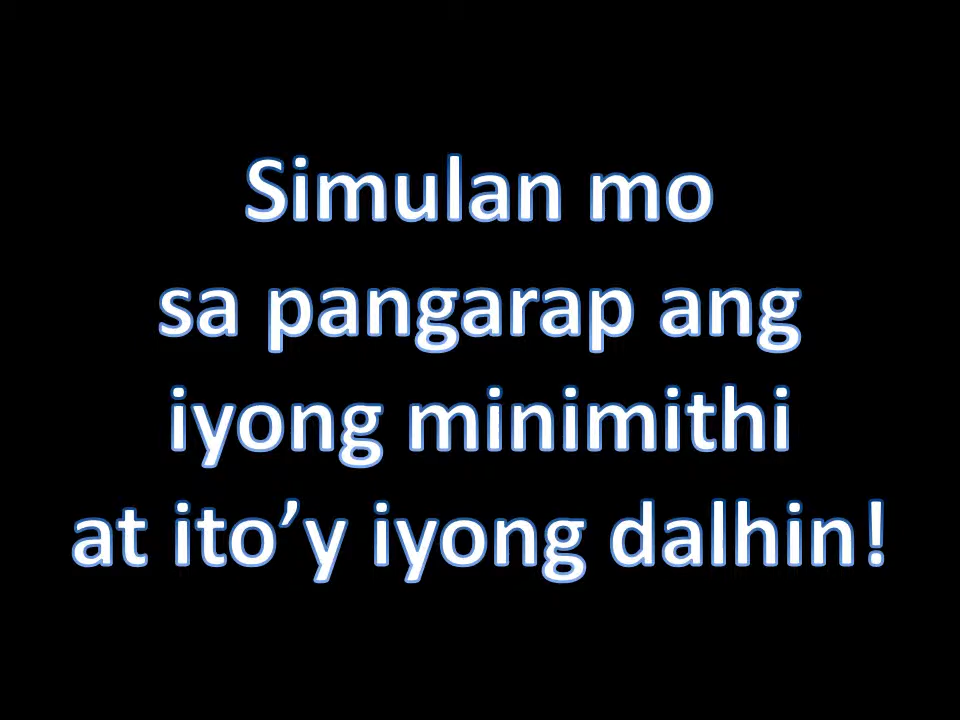 Simulan mo
sa pangarap ang
iyong minimithi
at ito’y iyong dalhin!